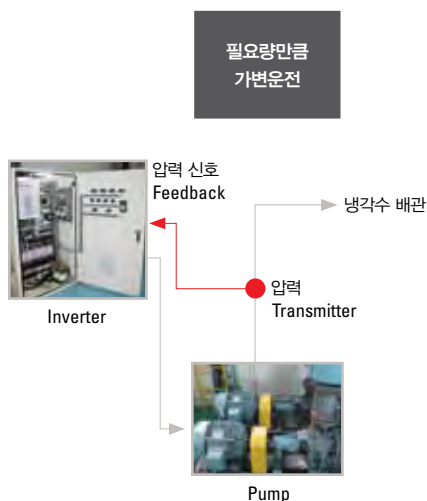 필요량만큼
가변운전
압력 신호
Feedback
냉각수 배관
압력
Transmitter
Inverter
Pump